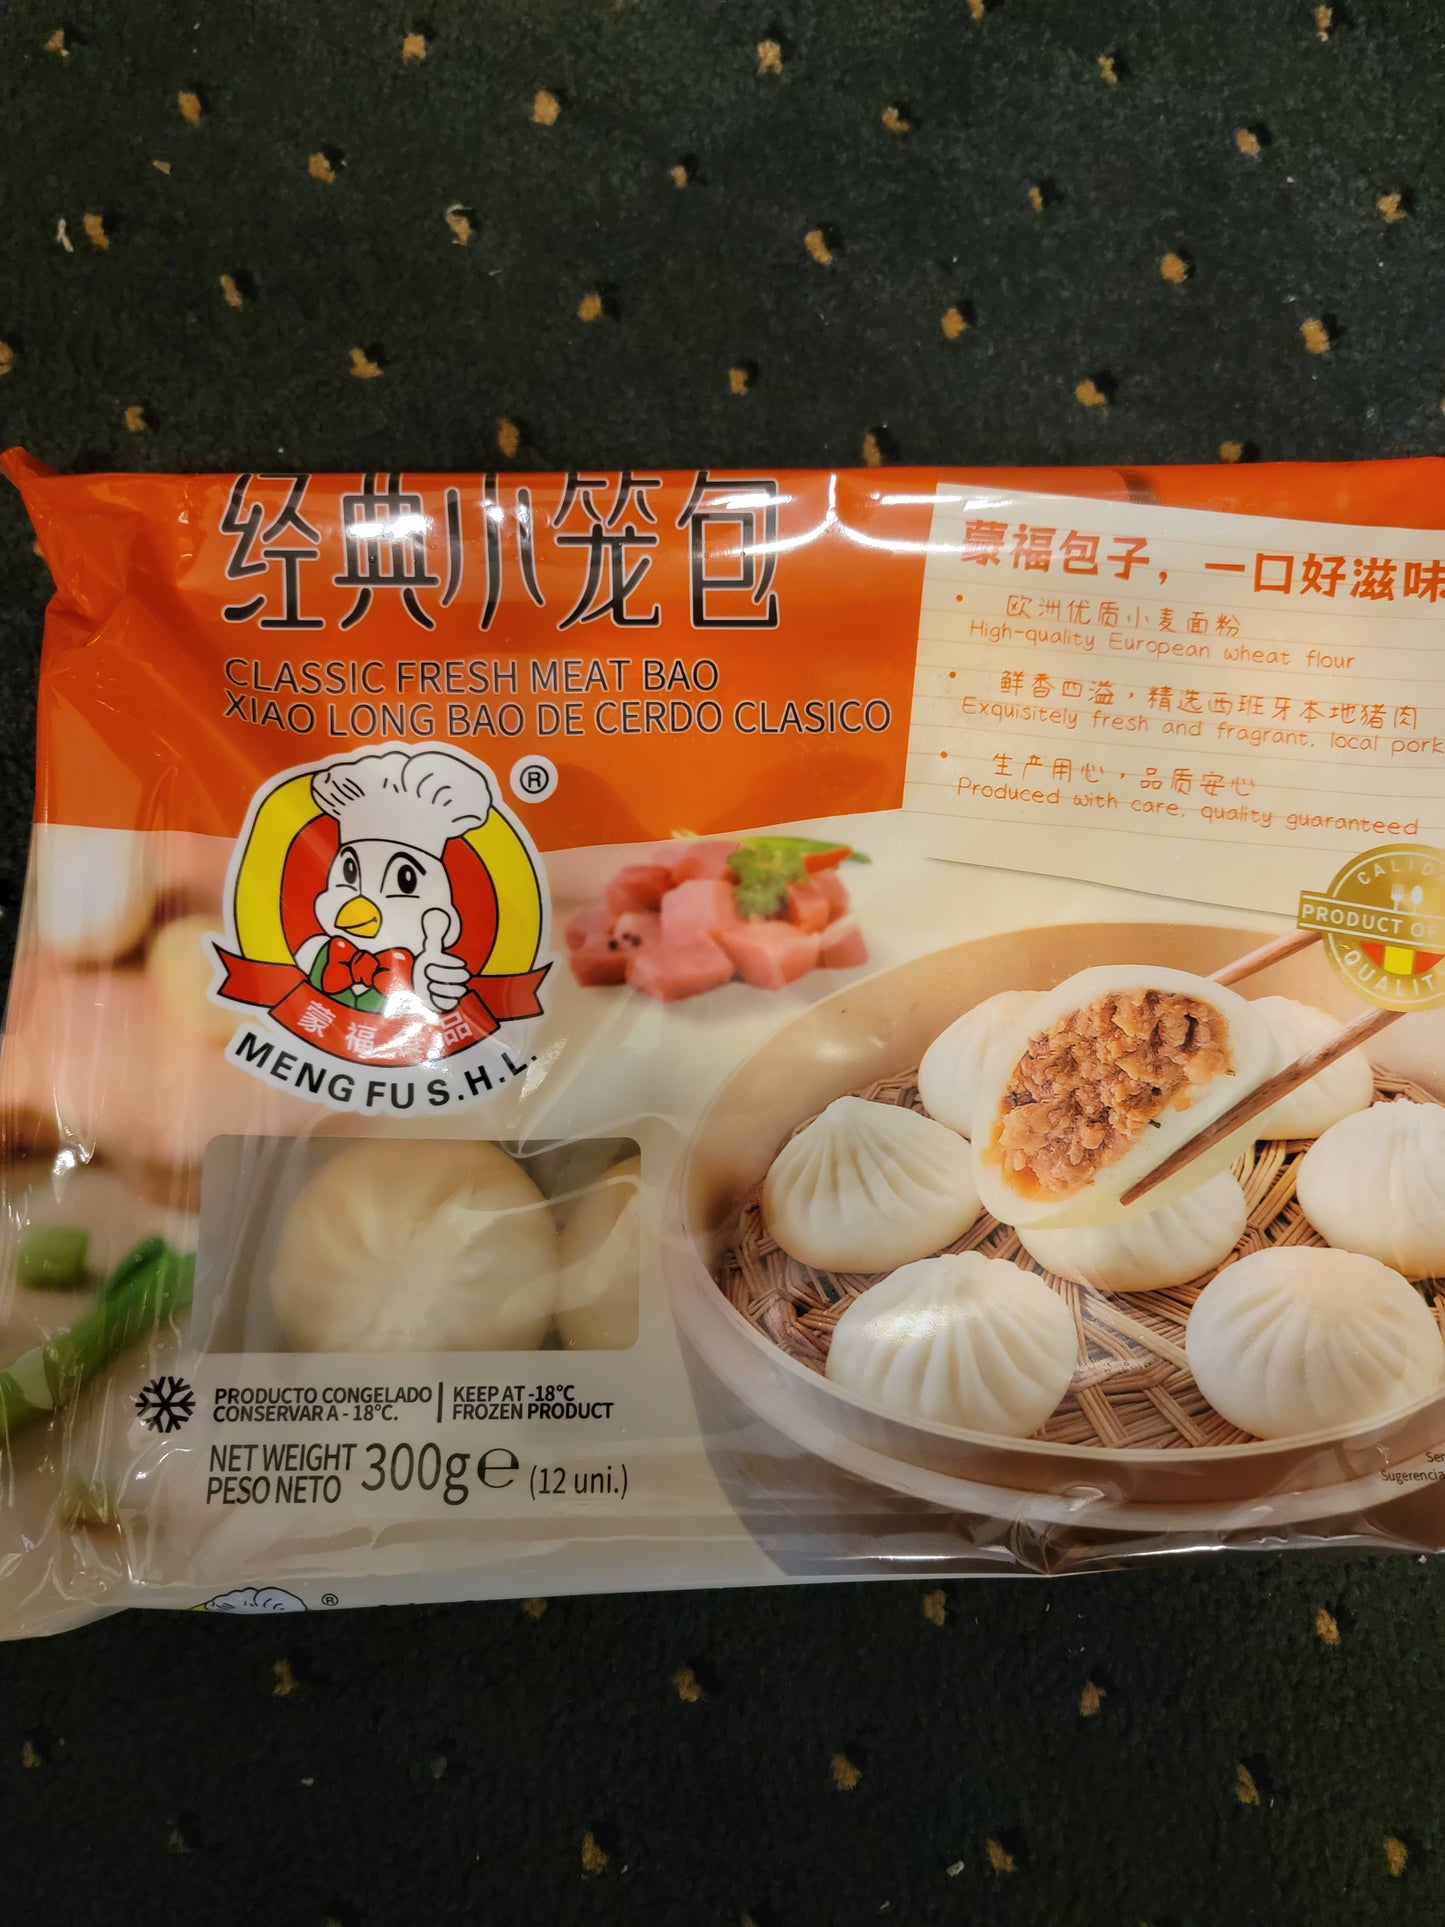 经典小笼包
CLASSIC FRESH MEAT BAO
XIAO LONG BAO DE CERDO CLASICO
®
蒙福 品
MENG FU S.H.L.
蒙福包子，一口好滋味
• 欧洲优质小麦面粉
High-quality European wheat flour
• 鲜香四溢，精选西班牙本地猪肉
Exquisitely fresh and fragrant, local pork
• 生产用心，品质安心
Produced with care, quality guaranteed
CALID
PRODUCT OF
QUALIT
PRODUCTO CONGELADO | KEEP AT -18°C
CONSERVAR A - 18°C. | FROZEN PRODUCT
NET WEIGHT
PESO NETO
300g ℮ (12 uni.)
Ser
Sugerencia
®